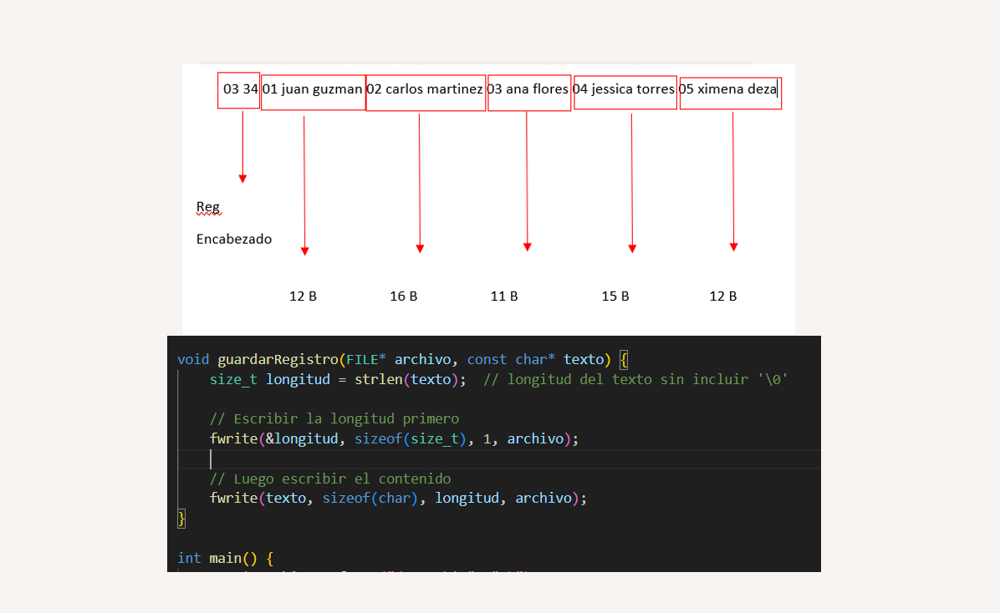 03 34 01 juan guzman 02 carlos martinez 03 ana flores 04 jessica torres 05 ximena deza
Reg
Encabezado
12 B 16 B 11 B 15 B 12 B
void guardarRegistro(FILE* archivo, const char* texto) {
size_t longitud = strlen(texto); // longitud del texto sin incluir '\0'
// Escribir la longitud primero
fwrite(&longitud, sizeof(size_t), 1, archivo);
// Luego escribir el contenido
fwrite(texto, sizeof(char), longitud, archivo);
}
int main() {